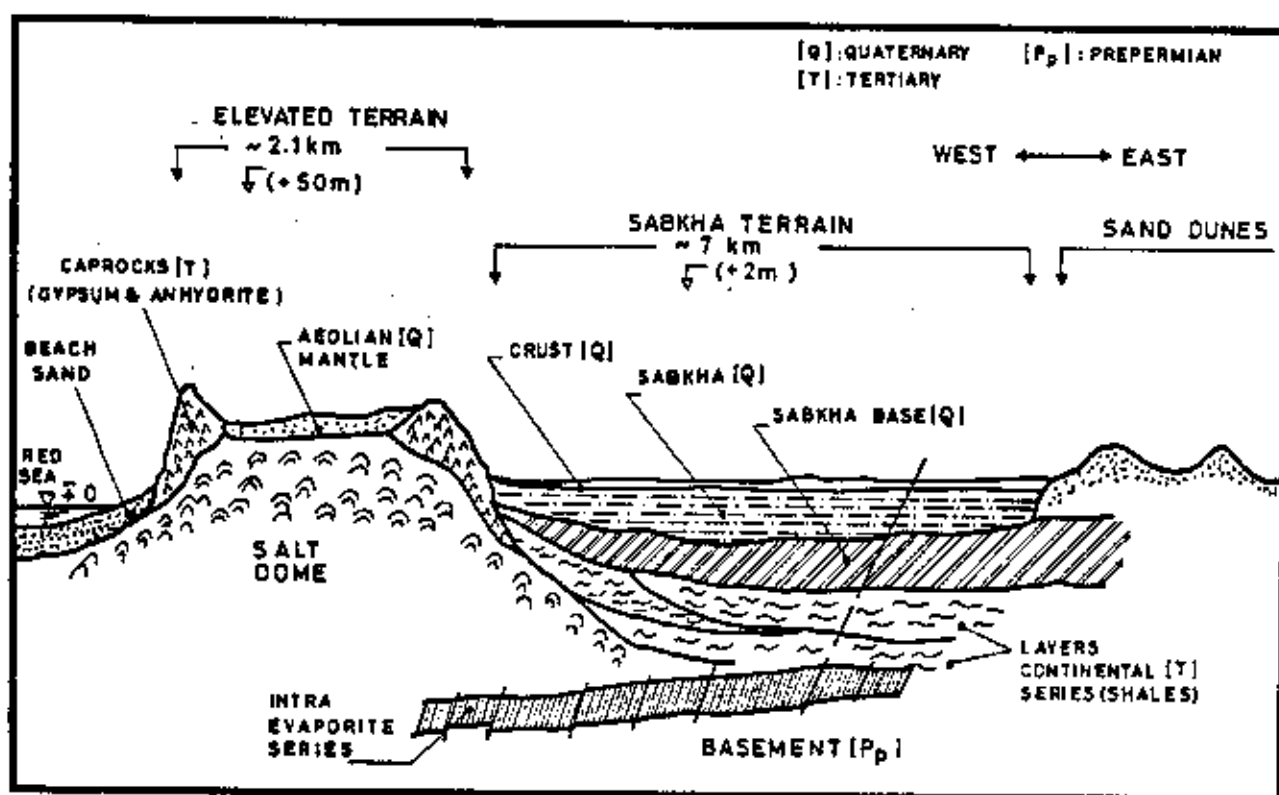 [Q]:QUATERNARY [Pp]:PREPERMIAN
[T]:TERTIARY
ELEVATED TERRAIN
~2.1km
(+50m)
WEST EAST
SABKHA TERRAIN
~7 km
(+2m)
SAND DUNES
CAPROCKS[T]
(GYPSUM & ANHYDRITE)
BEACH
SAND
AEOLIAN[Q]
MANTLE
CRUST[Q]
SABKHA[Q]
SABKHA BASE[Q]
RED
SEA
∓0
SALT
DOME
LAYERS
CONTINENTAL[T]
SERIES(SHALES)
INTRA
EVAPORITE
SERIES
BASEMENT[Pp]